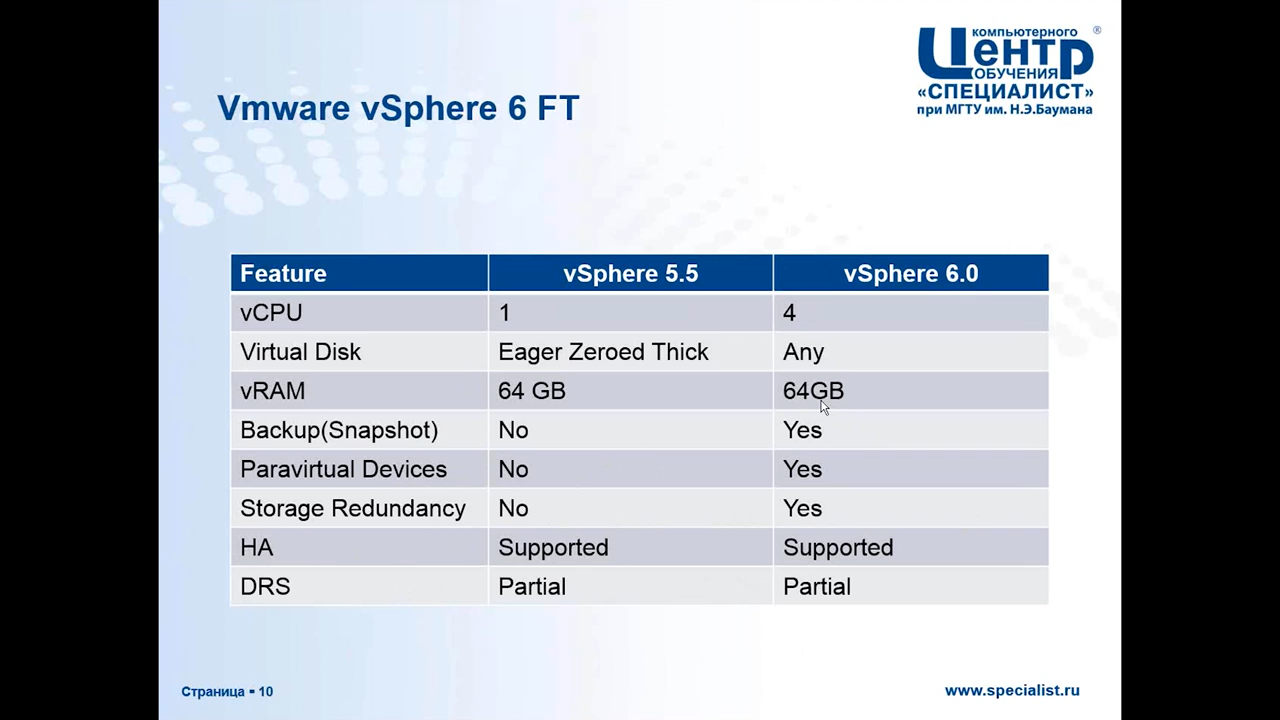 компьютерного
Центр
ОБУЧЕНИЯ
«СПЕЦИАЛИСТ»
при МГТУ им. Н.Э.Баумана
®
Vmware vSphere 6 FT
Feature vSphere 5.5 vSphere 6.0
vCPU 1 4
Virtual Disk Eager Zeroed Thick Any
vRAM 64 GB 64GB
Backup(Snapshot) No Yes
Paravirtual Devices No Yes
Storage Redundancy No Yes
HA Supported Supported
DRS Partial Partial
Страница ▪ 10
www.specialist.ru